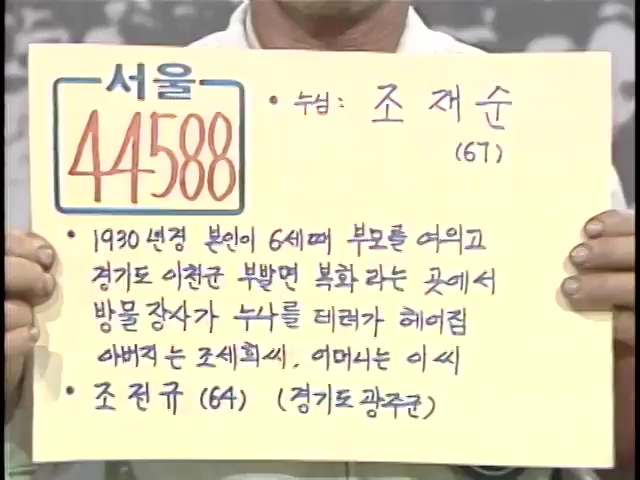 서울
44588
• 누님: 조재순
(67)
• 1930년경 본인이 6세때 부모를 여의고
경기도 이천군 부발면 복화라는 곳에서
방물장사가 누나를 데려가 헤어짐
아버지는 조세희씨, 어머니는 이씨
• 조진규 (64) (경기도 광주군)